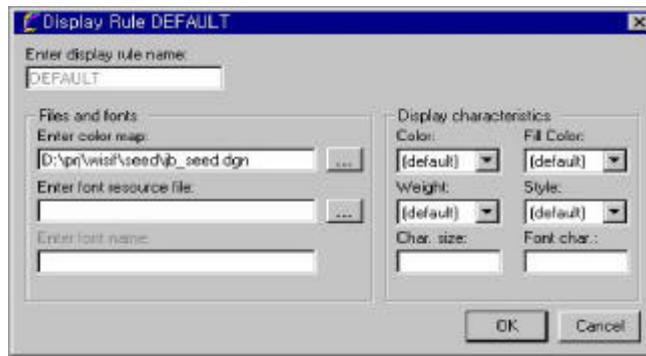 Display Rule DEFAULT
Enter display rule name:
DEFAULT
Files and fonts
Enter color map:
D:\prj\wisif\seed\jb_seed.dgn
...
Enter font resource file:
...
Enter font name:
Display characteristics
Color:
Fill Color:
(default)
(default)
Weight:
Style:
(default)
(default)
Char. size:
Font char.:
OK
Cancel